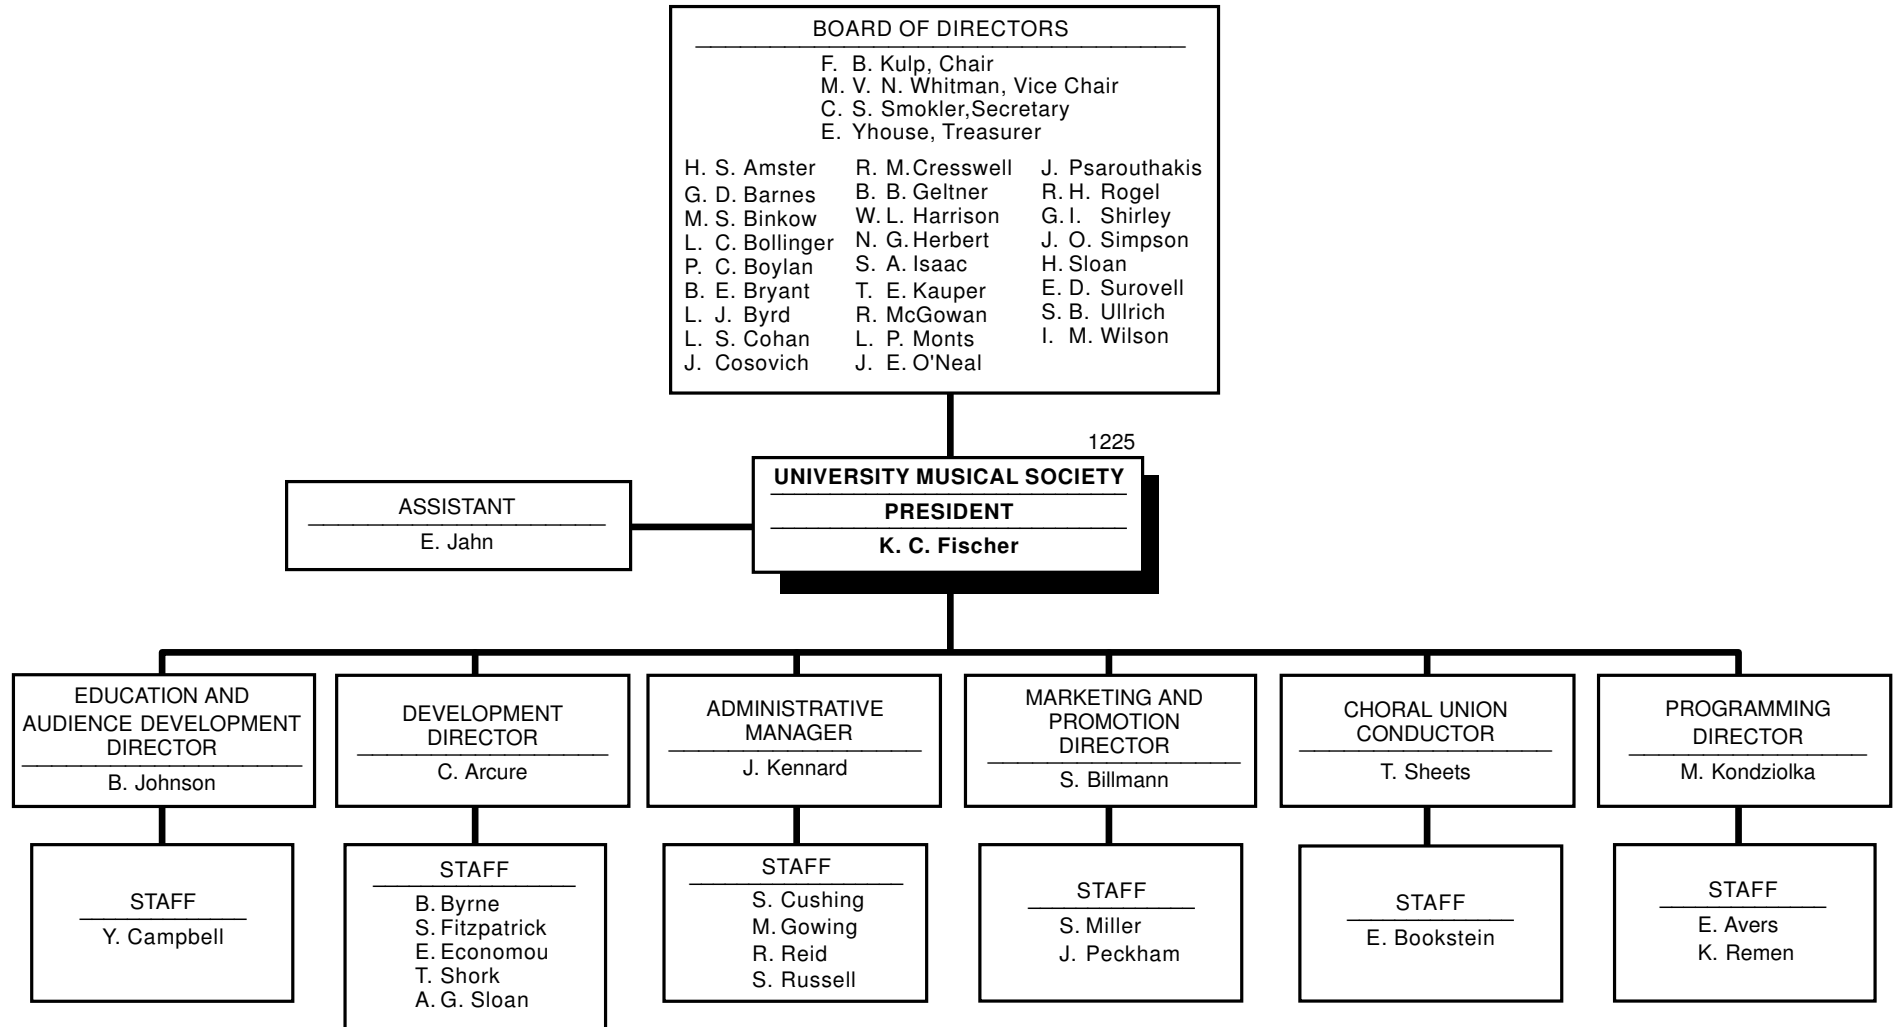 BOARD OF DIRECTORS
F. B. Kulp, Chair
M. V. N. Whitman, Vice Chair
C. S. Smokler,Secretary
E. Yhouse, Treasurer
H. S. Amster
G. D. Barnes
M. S. Binkow
L. C. Bollinger
P. C. Boylan
B. E. Bryant
L. J. Byrd
L. S. Cohan
J. Cosovich
R. M. Cresswell
B. B. Geltner
W. L. Harrison
N. G. Herbert
S. A. Isaac
T. E. Kauper
R. McGowan
L. P. Monts
J. E. O'Neal
J. Psarouthakis
R. H. Rogel
G. I. Shirley
J. O. Simpson
H. Sloan
E. D. Surovell
S. B. Ullrich
I. M. Wilson
1225
UNIVERSITY MUSICAL SOCIETY
PRESIDENT
K. C. Fischer
ASSISTANT
E. Jahn
EDUCATION AND
AUDIENCE DEVELOPMENT
DIRECTOR
B. Johnson
DEVELOPMENT
DIRECTOR
C. Arcure
ADMINISTRATIVE
MANAGER
J. Kennard
MARKETING AND
PROMOTION
DIRECTOR
S. Billmann
CHORAL UNION
CONDUCTOR
T. Sheets
PROGRAMMING
DIRECTOR
M. Kondziolka
STAFF
Y. Campbell
STAFF
B. Byrne
S. Fitzpatrick
E. Economou
T. Shork
A. G. Sloan
STAFF
S. Cushing
M. Gowing
R. Reid
S. Russell
STAFF
S. Miller
J. Peckham
STAFF
E. Bookstein
STAFF
E. Avers
K. Remen